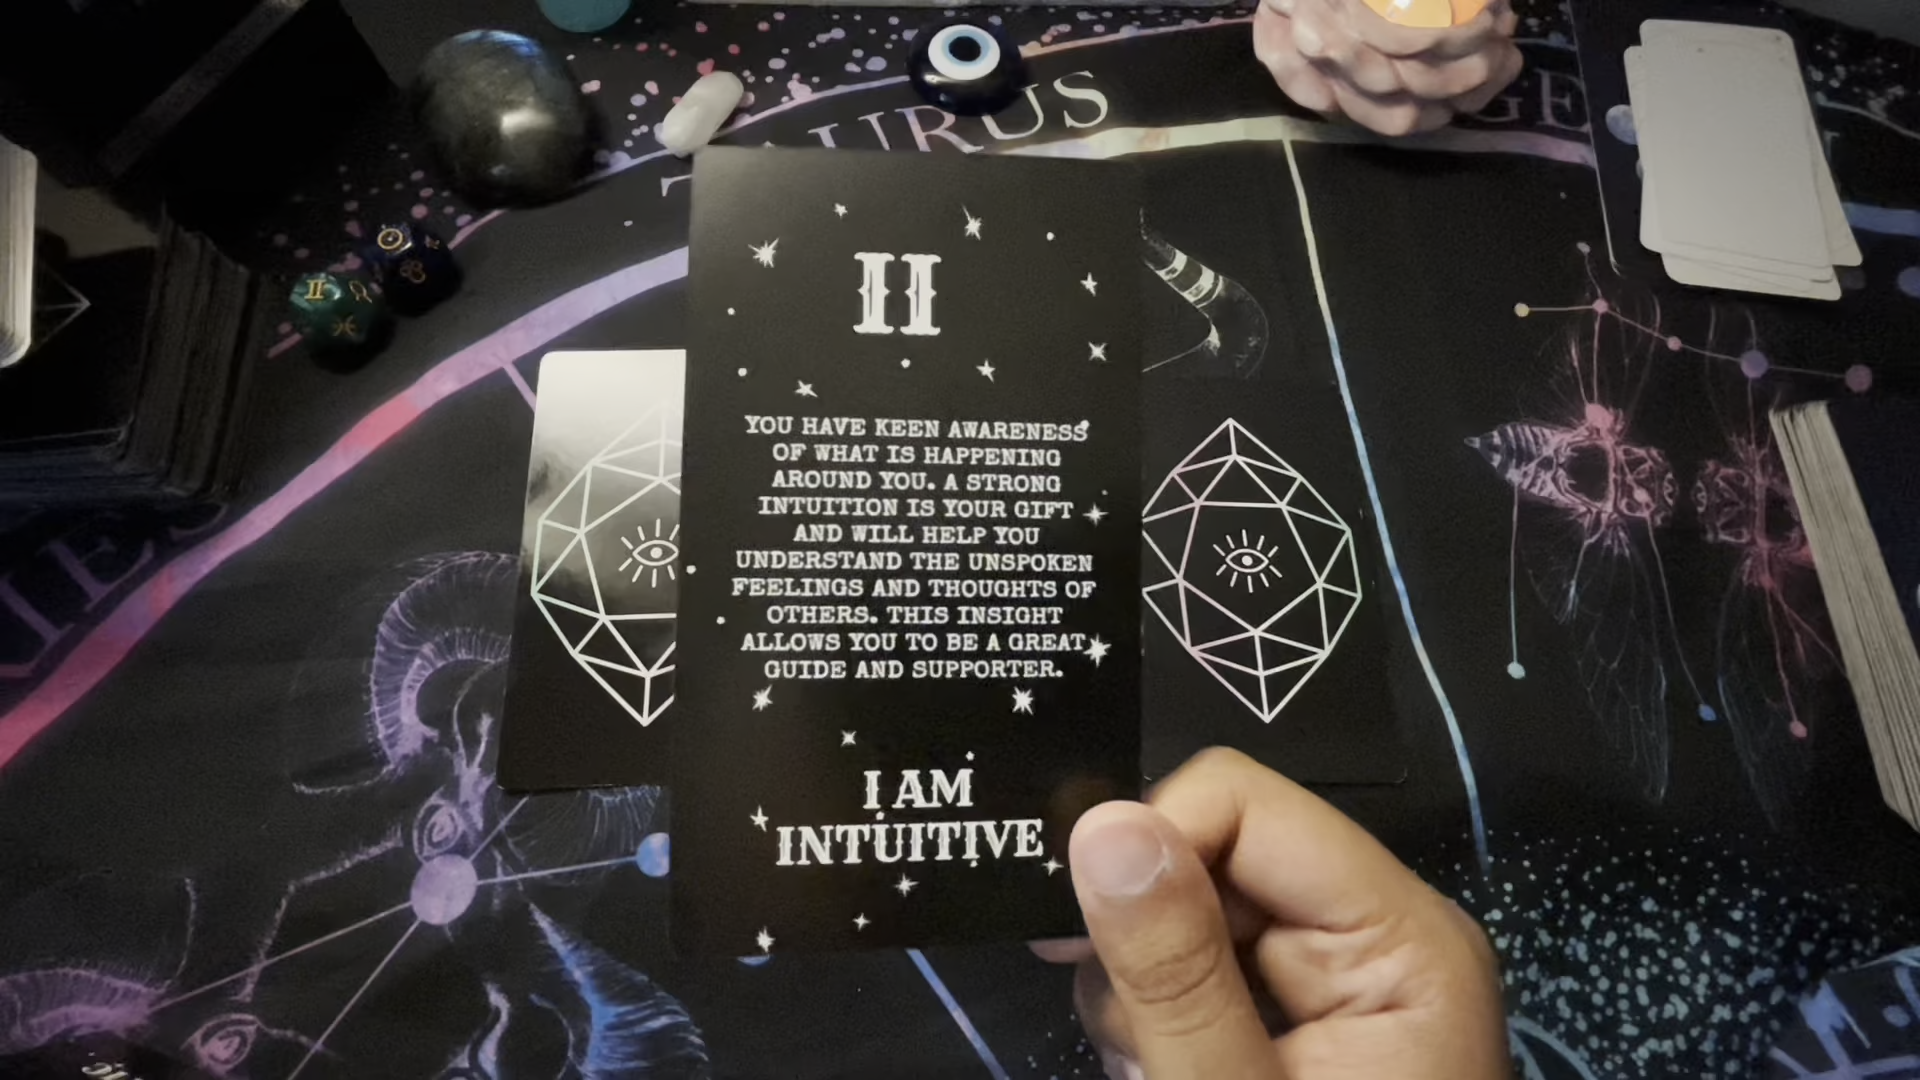 TAURUS
GE
II
YOU HAVE KEEN AWARENESS
OF WHAT IS HAPPENING
AROUND YOU. A STRONG
INTUITION IS YOUR GIFT
AND WILL HELP YOU
UNDERSTAND THE UNSPOKEN
FEELINGS AND THOUGHTS OF
OTHERS. THIS INSIGHT
ALLOWS YOU TO BE A GREAT
GUIDE AND SUPPORTER.
I AM
INTUITIVE